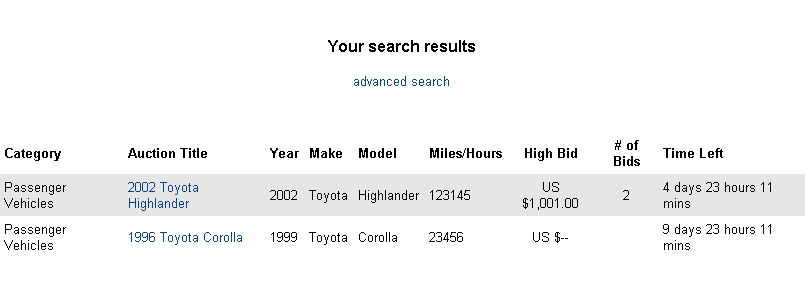 Your search results
advanced search
Category Auction Title Year Make Model Miles/Hours High Bid # of Bids Time Left
Passenger Vehicles 2002 Toyota Highlander 2002 Toyota Highlander 123145 US $1,001.00 2 4 days 23 hours 11 mins
Passenger Vehicles 1996 Toyota Corolla 1999 Toyota Corolla 23456 US $-- 9 days 23 hours 11 mins